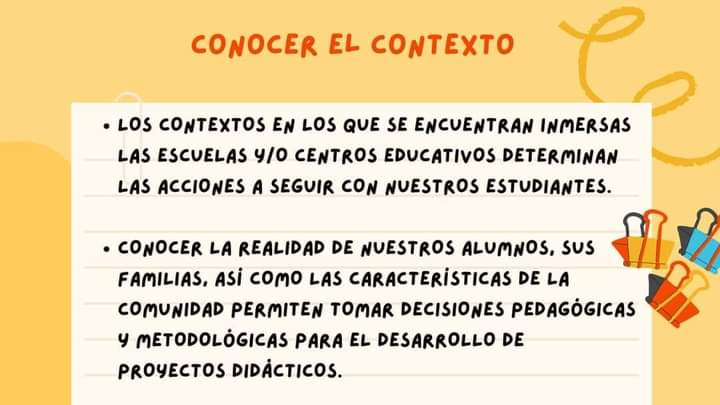 CONOCER EL CONTEXTO
• LOS CONTEXTOS EN LOS QUE SE ENCUENTRAN INMERSAS
LAS ESCUELAS Y/O CENTROS EDUCATIVOS DETERMINAN
LAS ACCIONES A SEGUIR CON NUESTROS ESTUDIANTES.
• CONOCER LA REALIDAD DE NUESTROS ALUMNOS, SUS
FAMILIAS, ASÍ COMO LAS CARACTERÍSTICAS DE LA
COMUNIDAD PERMITEN TOMAR DECISIONES PEDAGÓGICAS
Y METODOLÓGICAS PARA EL DESARROLLO DE
PROYECTOS DIDÁCTICOS.